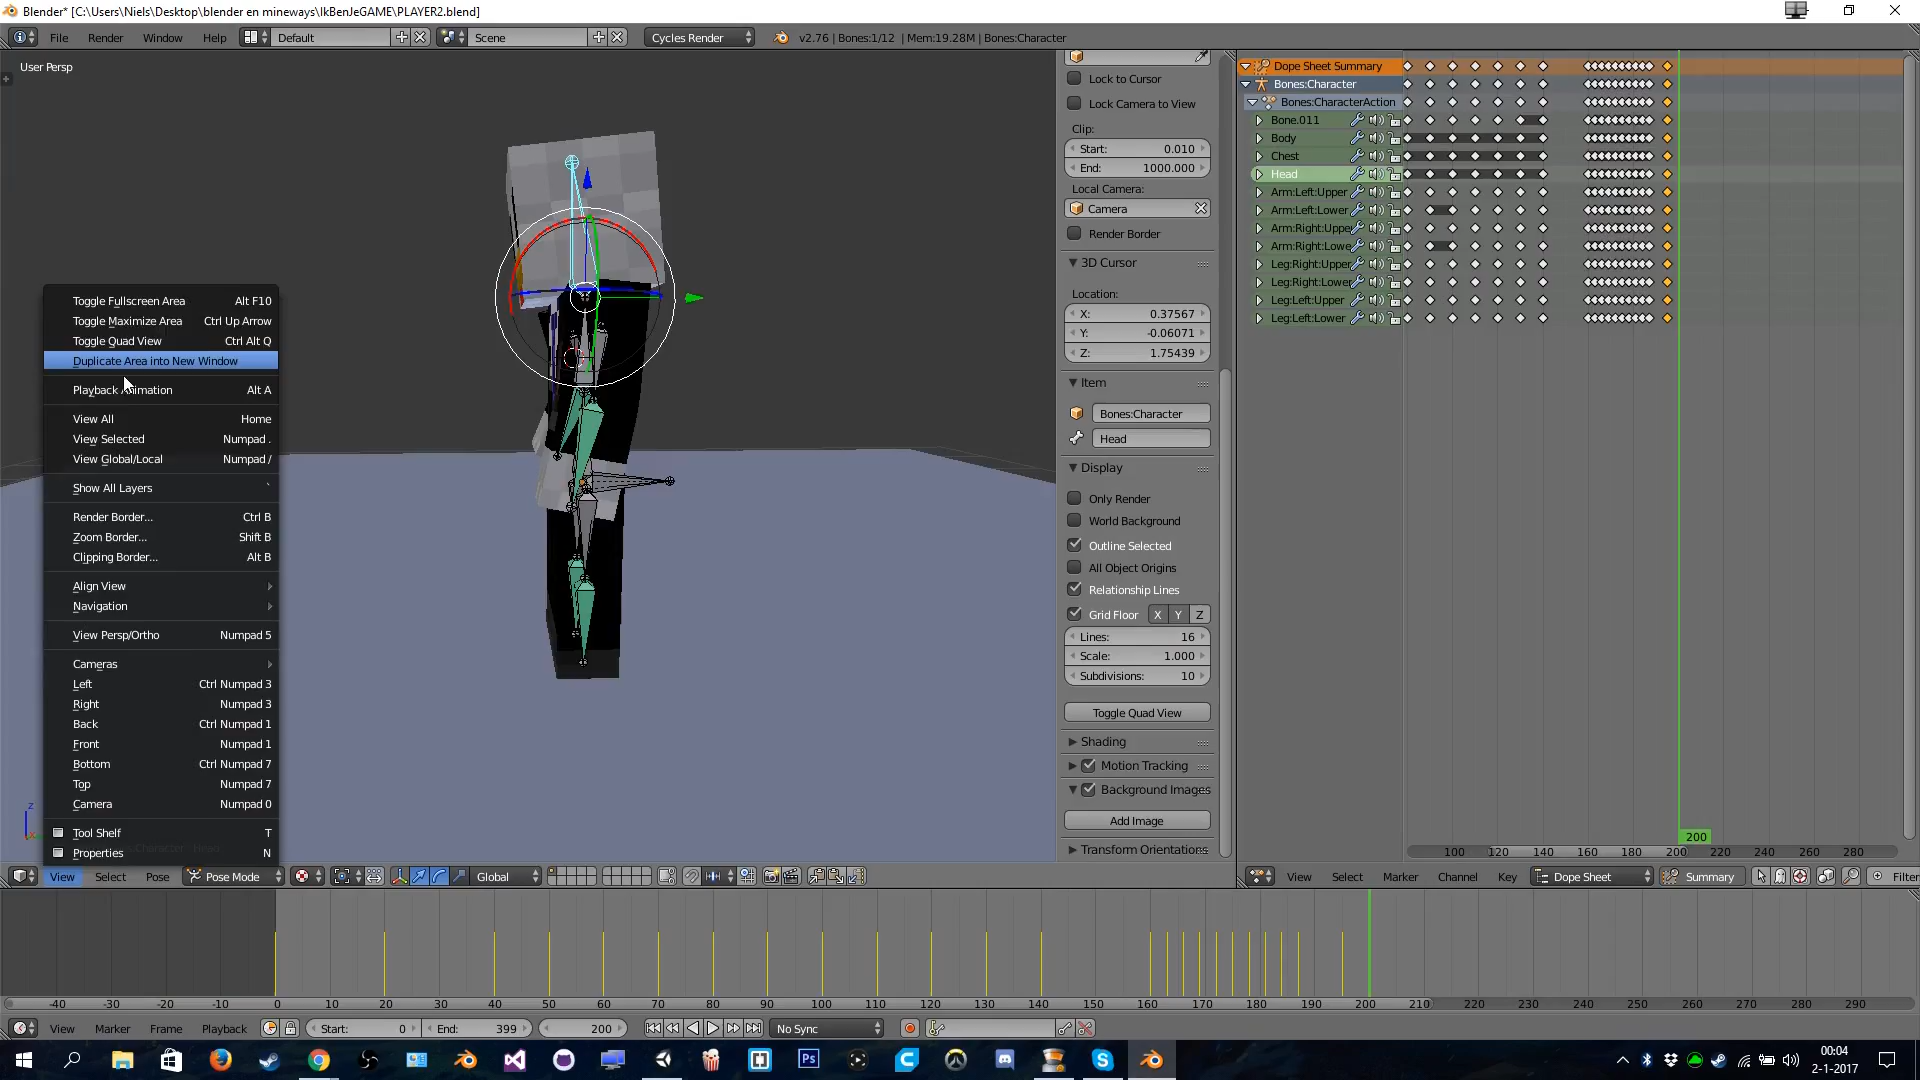 Blender* [C:\Users\Niels\Desktop\blender en mineways\IkBenJeGAME\PLAYER2.blend]
File Render Window Help Default Scene Cycles Render v2.76 | Bones:1/12 | Mem:19.28M | Bones:Character
User Persp
Toggle Fullscreen Area Alt F10
Toggle Maximize Area Ctrl Up Arrow
Toggle Quad View Ctrl Alt Q
Duplicate Area into New Window
Playback Animation Alt A
View All Home
View Selected Numpad .
View Global/Local Numpad /
Show All Layers `
Render Border... Ctrl B
Zoom Border... Shift B
Clipping Border... Alt B
Align View
Navigation
View Persp/Ortho Numpad 5
Cameras
Left Ctrl Numpad 3
Right Numpad 3
Back Ctrl Numpad 1
Front Numpad 1
Bottom Ctrl Numpad 7
Top Numpad 7
Camera Numpad 0
Tool Shelf T
Properties N
View Select Pose Pose Mode Global
Lock to Cursor
Lock Camera to View
Clip:
Start: 0.010
End: 1000.000
Local Camera:
Camera
Render Border
3D Cursor
Location:
X: 0.37567
Y: -0.06071
Z: 1.75439
Item
Bones:Character
Head
Display
Only Render
World Background
Outline Selected
All Object Origins
Relationship Lines
Grid Floor X Y Z
Lines: 16
Scale: 1.000
Subdivisions: 10
Toggle Quad View
Shading
Motion Tracking
Background Images
Add Image
Transform Orientations
Dope Sheet Summary
Bones:Character
Bones:CharacterAction
Bone.011
Body
Chest
Head
Arm:Left:Upper
Arm:Left:Lower
Arm:Right:Uppe
Arm:Right:Lowe
Leg:Right:Upper
Leg:Right:Lower
Leg:Left:Upper
Leg:Left:Lower
200
100 120 140 160 180 200 220 240 260 280
View Select Marker Channel Key Dope Sheet Summary Filter
-40 -30 -20 -10 0 10 20 30 40 50 60 70 80 90 100 110 120 130 140 150 160 170 180 190 200 210 220 230 240 250 260 270 280 290
View Marker Frame Playback Start: 0 End: 399 200 No Sync
z
x
Ps
00:04
2-1-2017